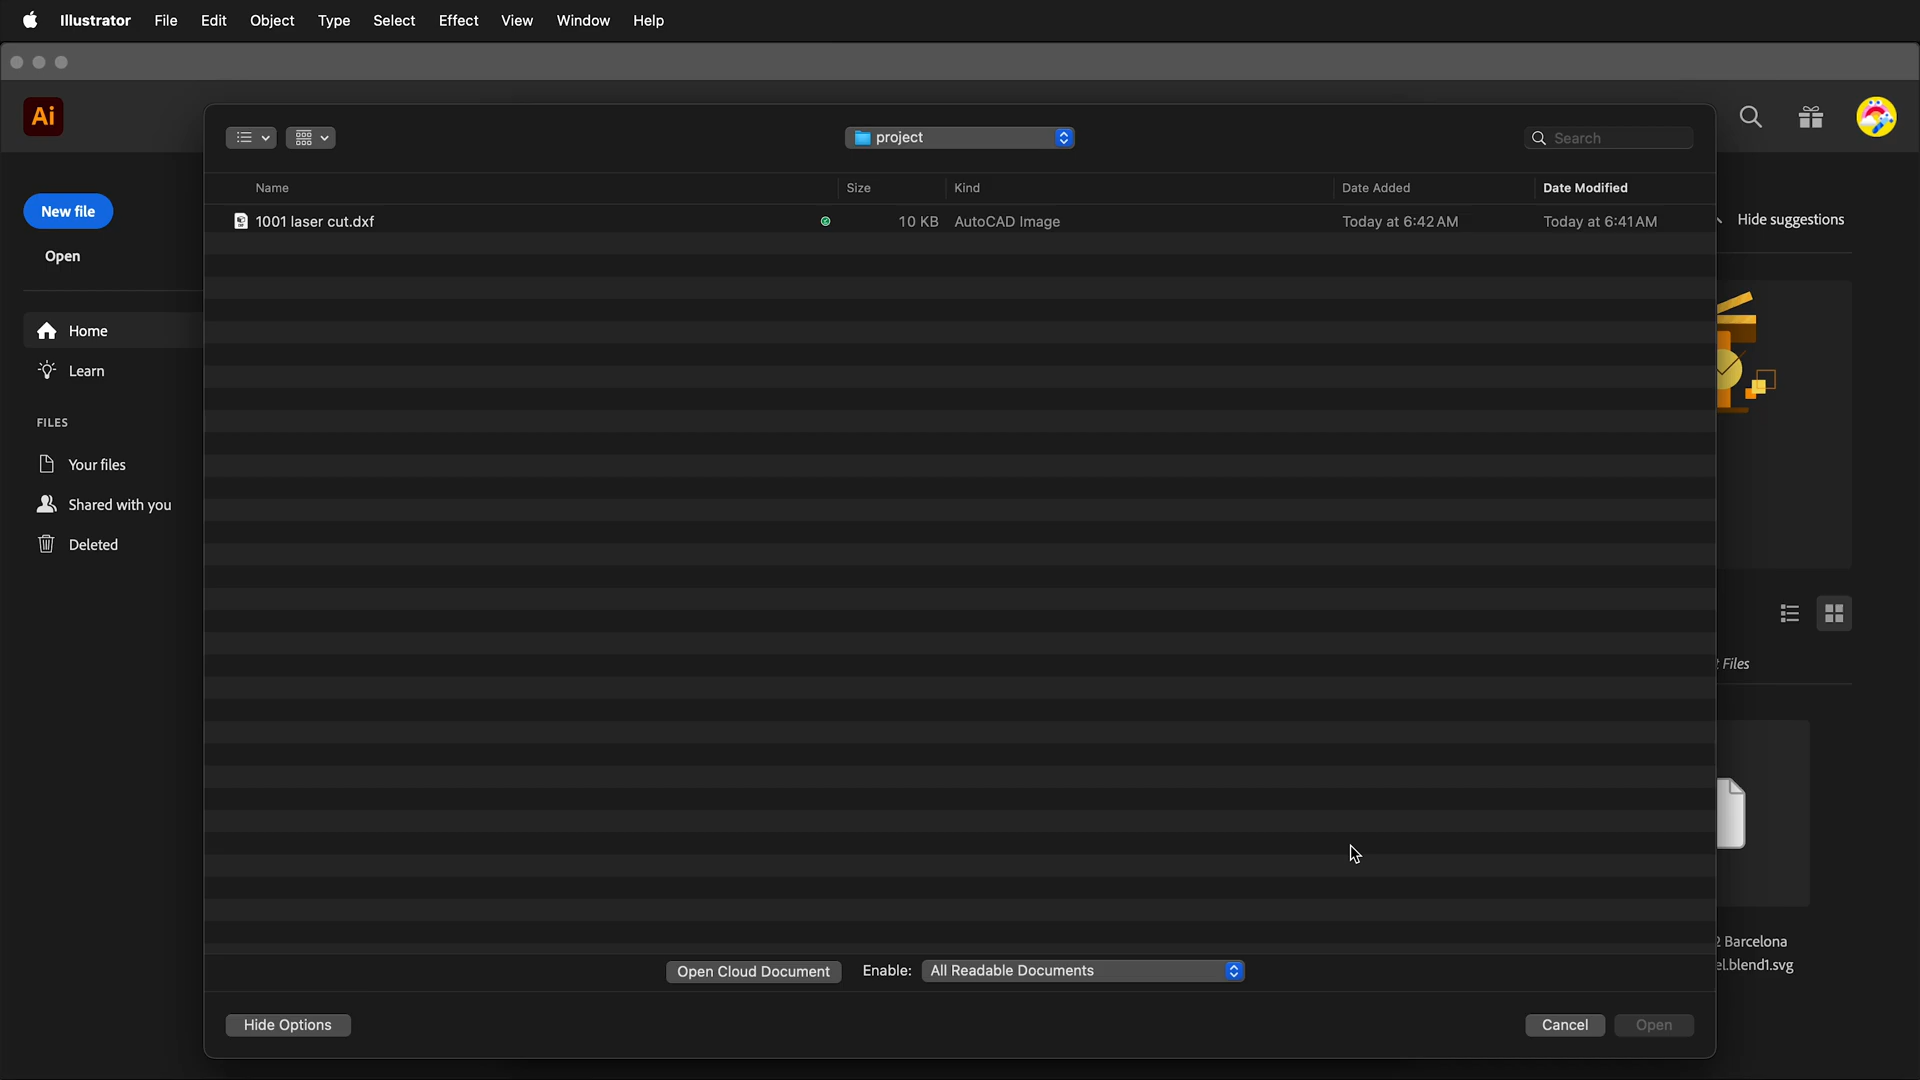 Illustrator File Edit Object Type Select Effect View Window Help
Ai
project
Search
Name Size Kind Date Added Date Modified
1001 laser cut.dxf 10 KB AutoCAD Image Today at 6:42 AM Today at 6:41 AM
New file
Hide suggestions
Open
Home
Learn
FILES
Your files
Shared with you
Deleted
Files
Barcelona
el.blend1.svg
Open Cloud Document Enable: All Readable Documents
Hide Options Cancel Open